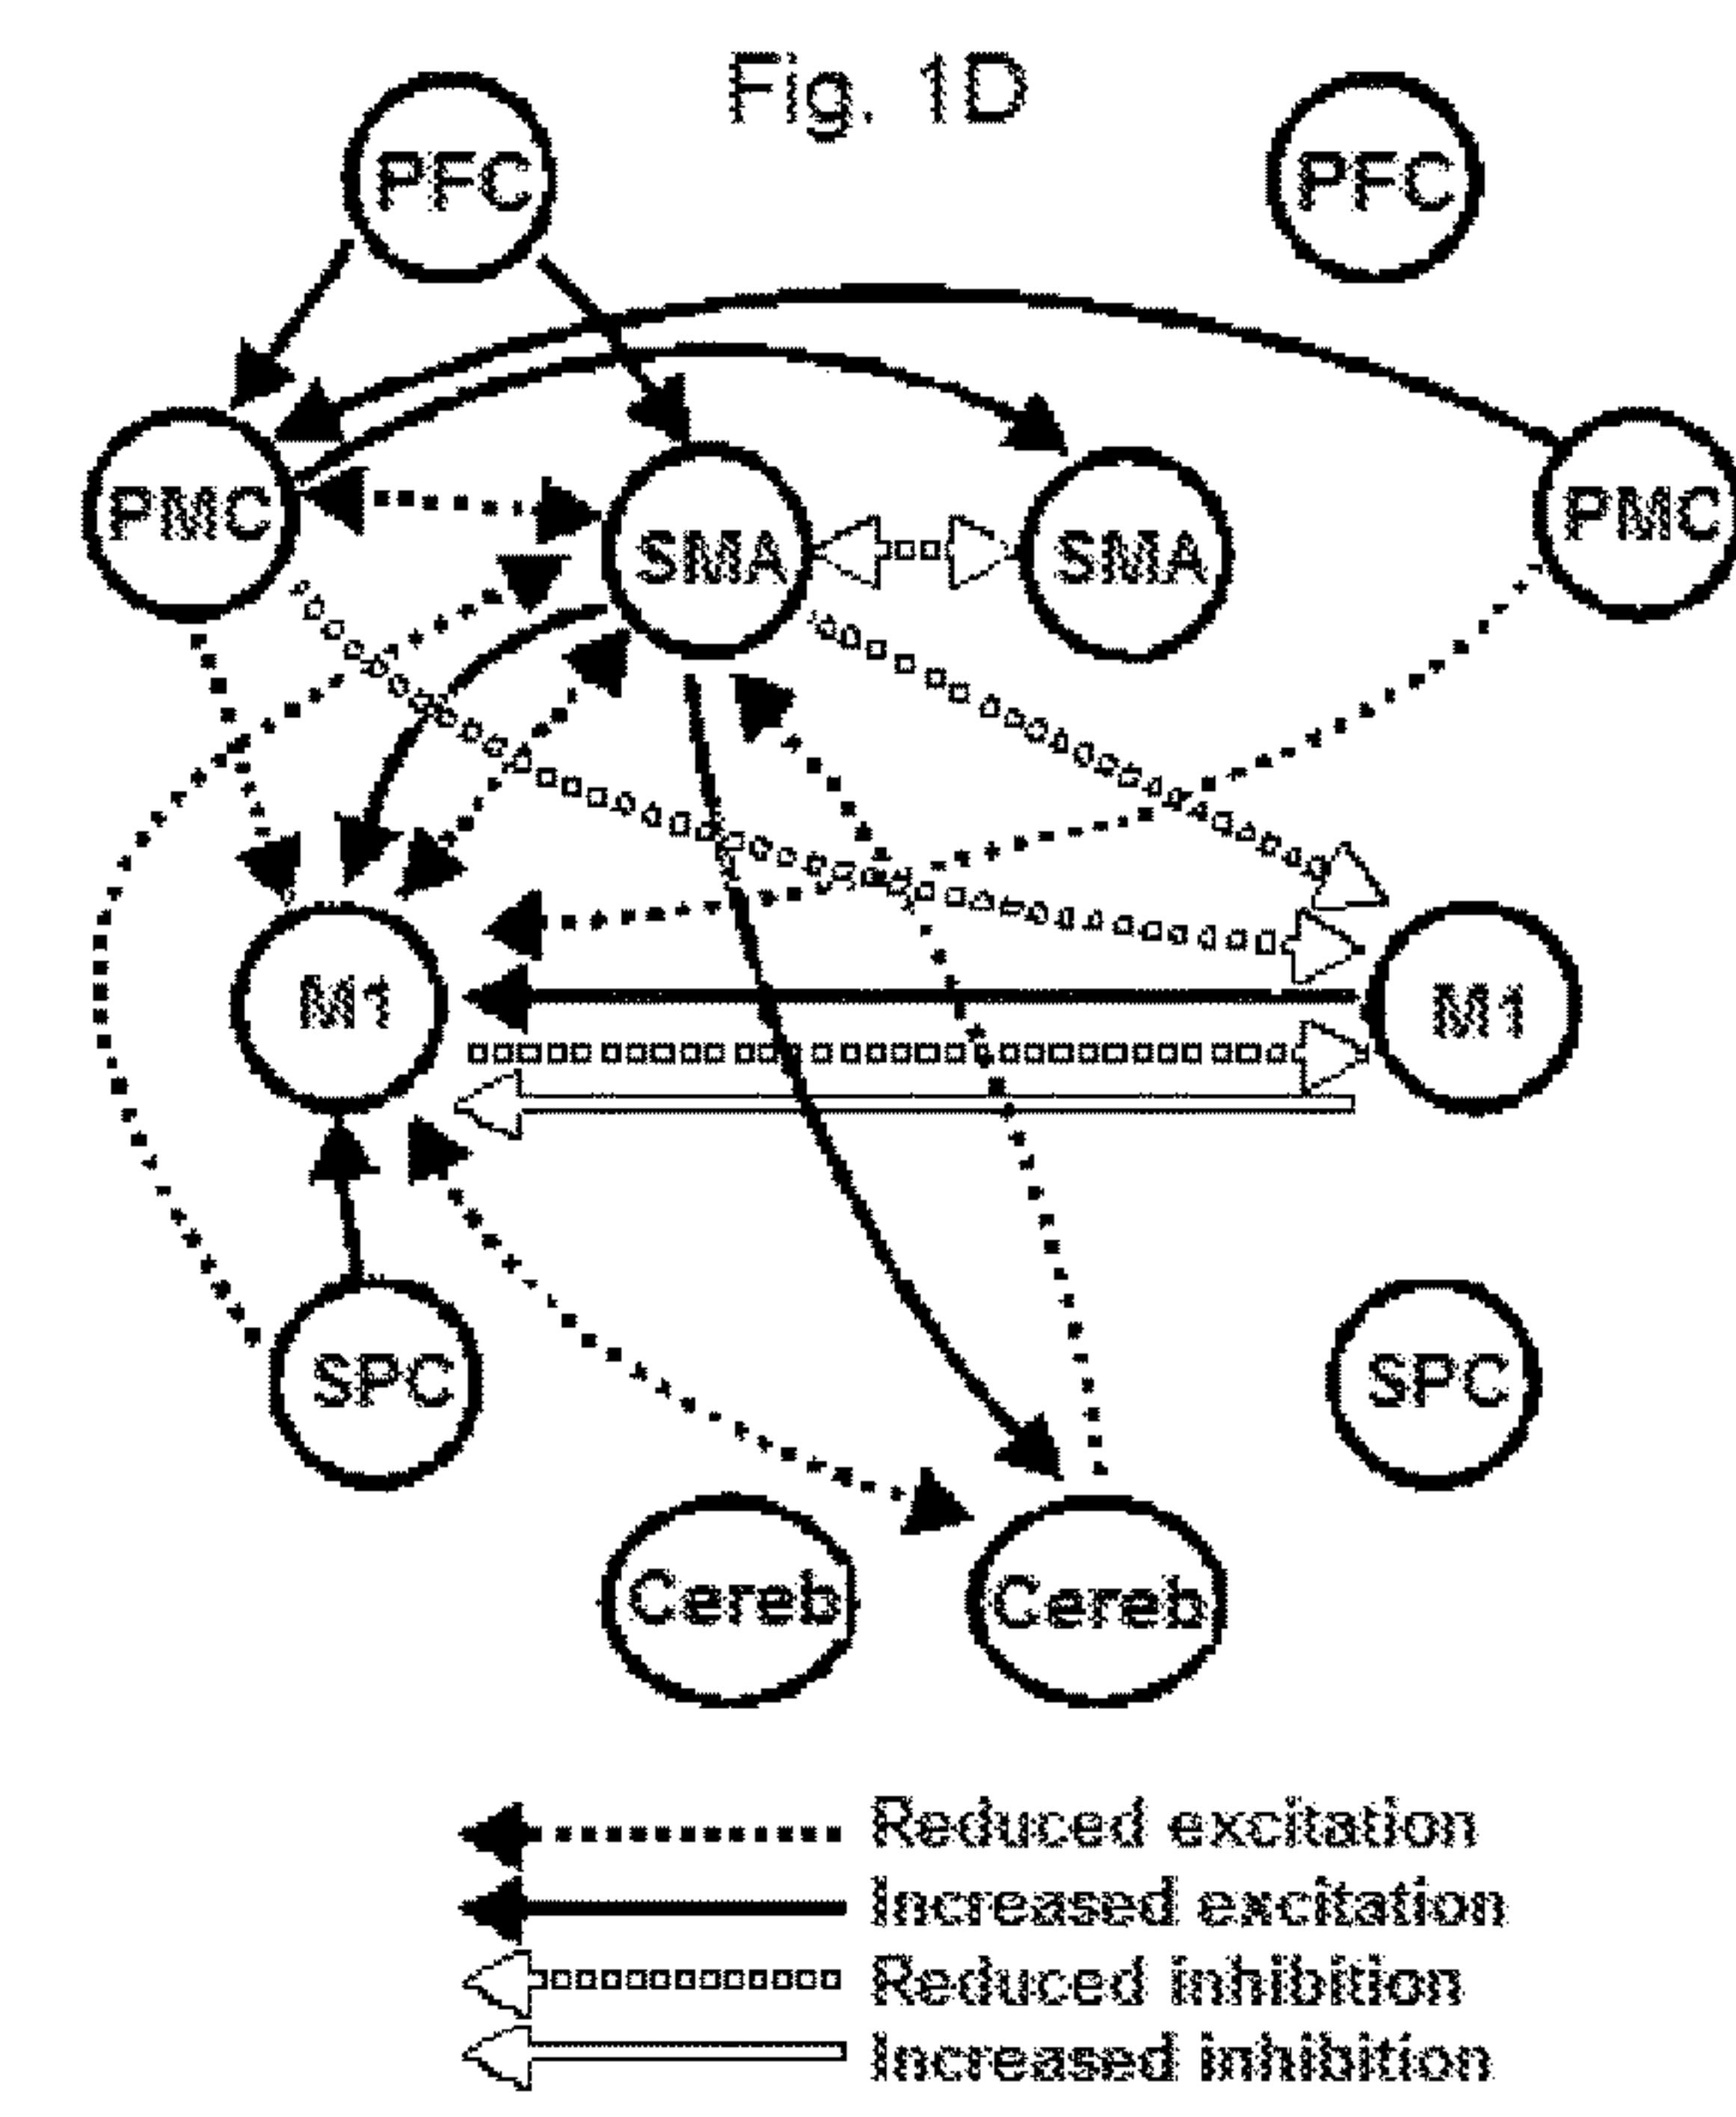 Fig. 1D
PFC
PFC
PMC
SMA
SMA
PMC
M1
M1
SPC
SPC
Cereb
Cereb
Reduced excitation
Increased excitation
Reduced inhibition
Increased inhibition